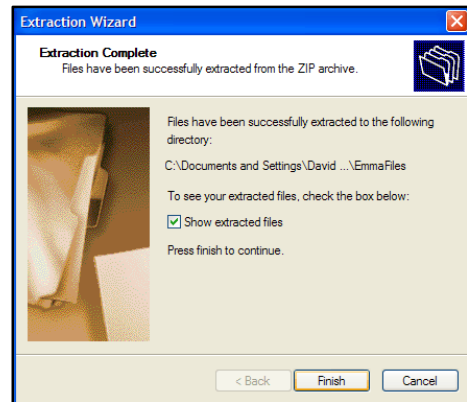 Extraction Wizard
Extraction Complete
Files have been successfully extracted from the ZIP archive.
Files have been successfully extracted to the following
directory:
C:\Documents and Settings\David ...\EmmaFiles
To see your extracted files, check the box below:
Show extracted files
Press finish to continue.
< Back
Finish
Cancel